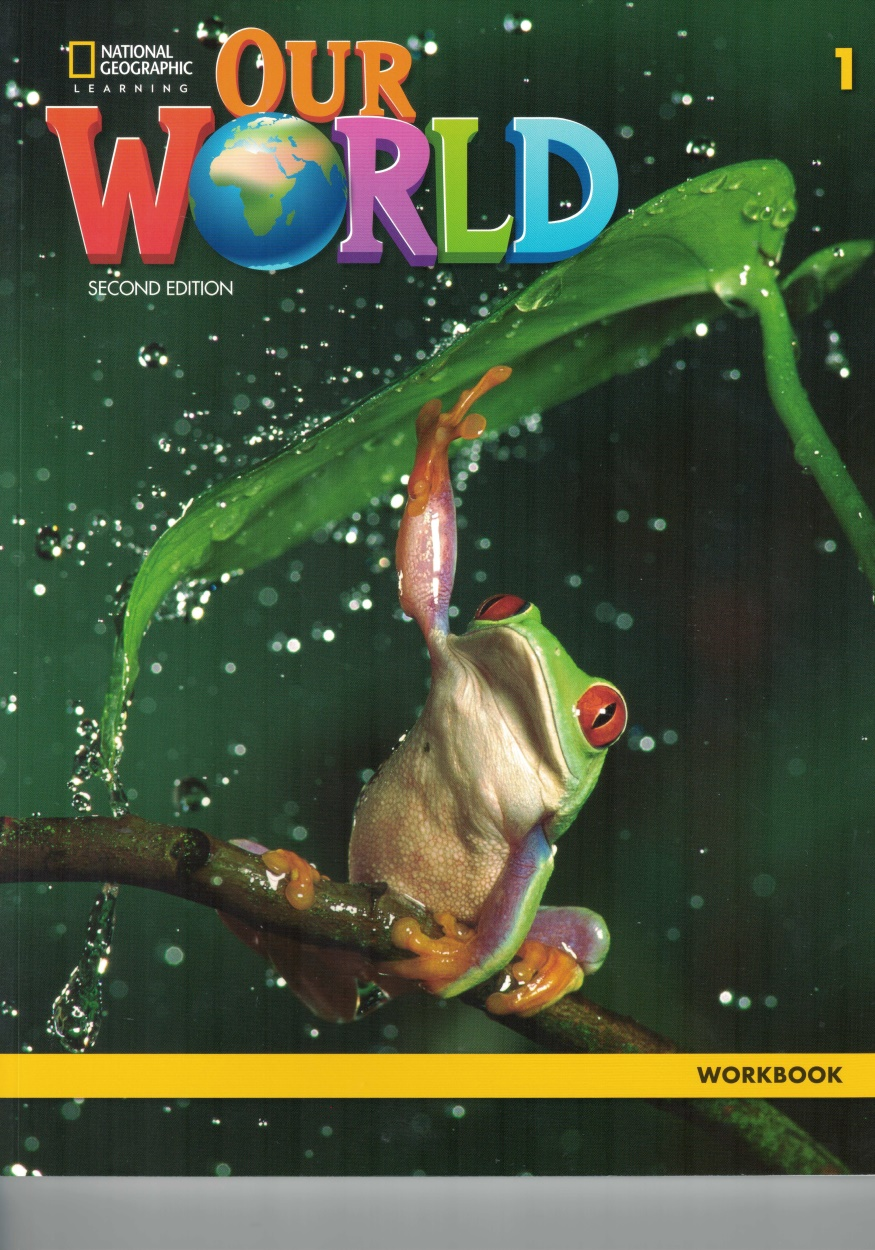 NATIONAL
GEOGRAPHIC
LEARNING
OUR
WORLD
SECOND EDITION
1
WORKBOOK